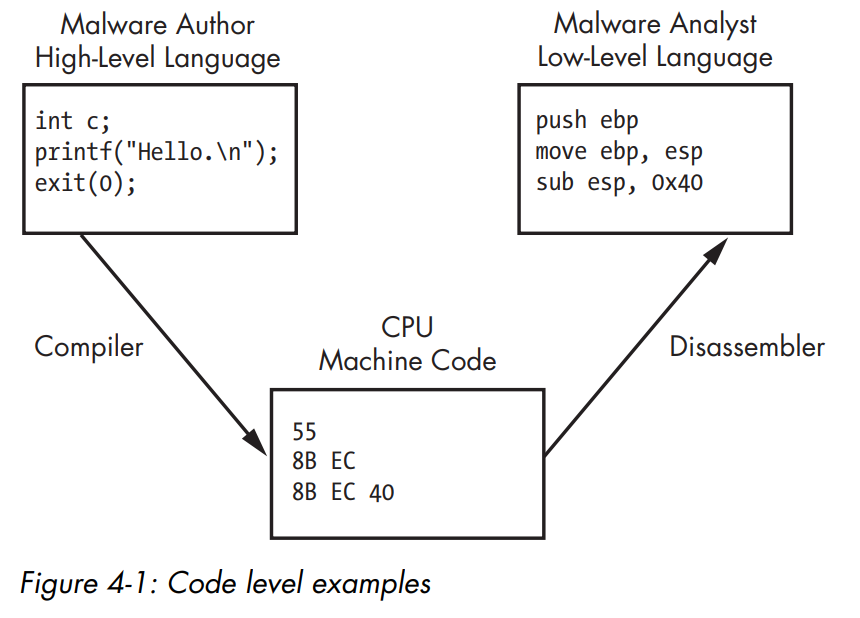 Malware Author
High-Level Language
int c;
printf("Hello.\n");
exit(0);
Malware Analyst
Low-Level Language
push ebp
move ebp, esp
sub esp, 0x40
Compiler
CPU
Machine Code
55
8B EC
8B EC 40
Disassembler
Figure 4-1: Code level examples